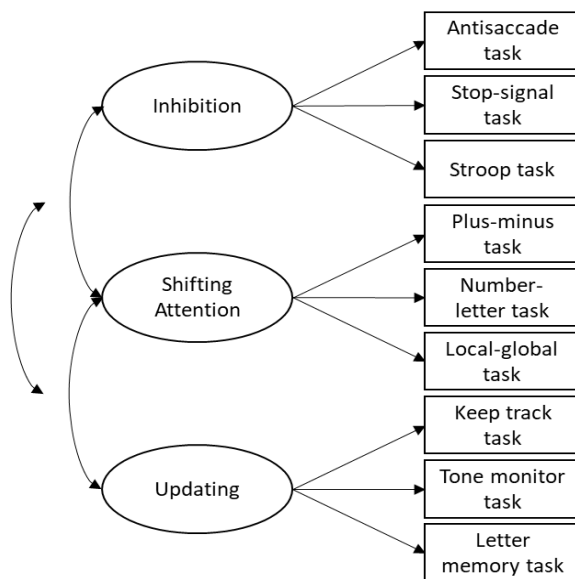 Antisaccade
task
Inhibition
Stop-signal
task
Stroop task
Plus-minus
task
Shifting
Attention
Number-
letter task
Local-global
task
Keep track
task
Updating
Tone monitor
task
Letter
memory task